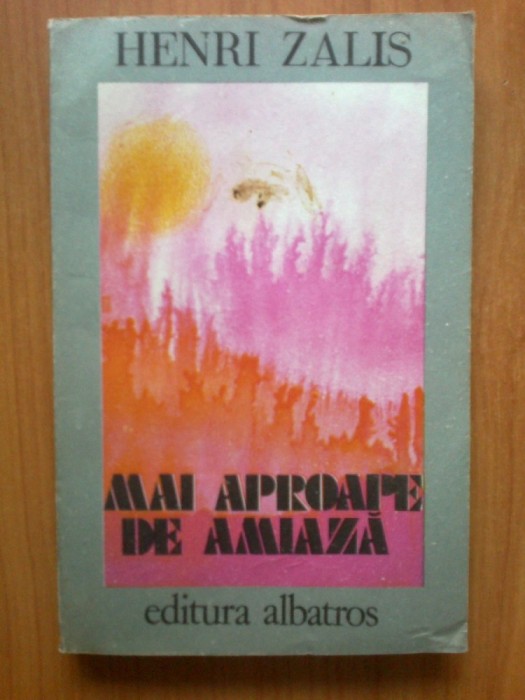 HENRI ZALIS
MAI APROAPE
DE AMIAZĂ
editura albatros